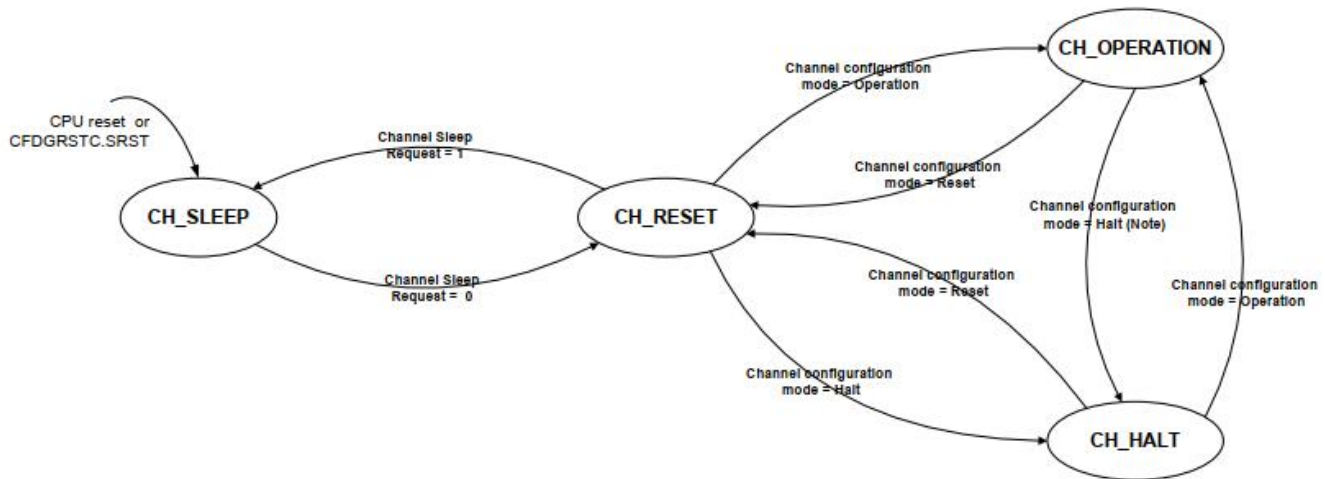 CH_OPERATION
Channel configuration
mode = Operation
CPU reset or
CFDGRSTC.SRST
Channel Sleep
Request = 1
Channel configuration
mode = Reset
CH_SLEEP
CH_RESET
Channel configuration
mode = Halt (Note)
Channel Sleep
Request = 0
Channel configuration
mode = Reset
Channel configuration
mode = Operation
Channel configuration
mode = Halt
CH_HALT